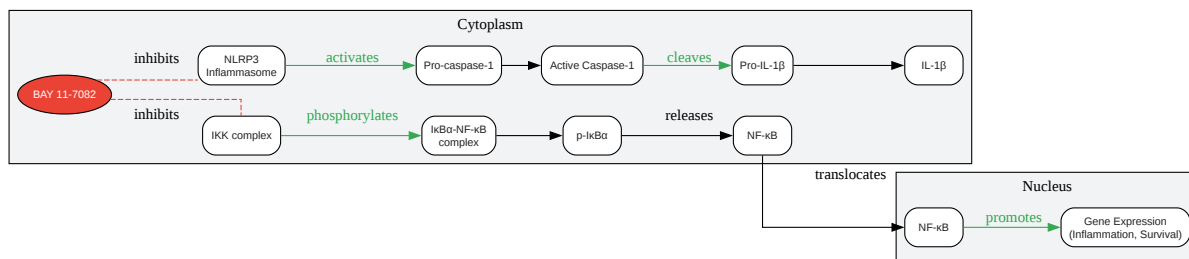 Cytoplasm
inhibits
NLRP3
Inflammasome
activates
Pro-caspase-1
Active Caspase-1
cleaves
Pro-IL-1β
IL-1β
BAY 11-7082
inhibits
IKK complex
phosphorylates
IκBα-NF-κB
complex
p-IκBα
releases
NF-κB
translocates
Nucleus
NF-κB
promotes
Gene Expression
(Inflammation, Survival)